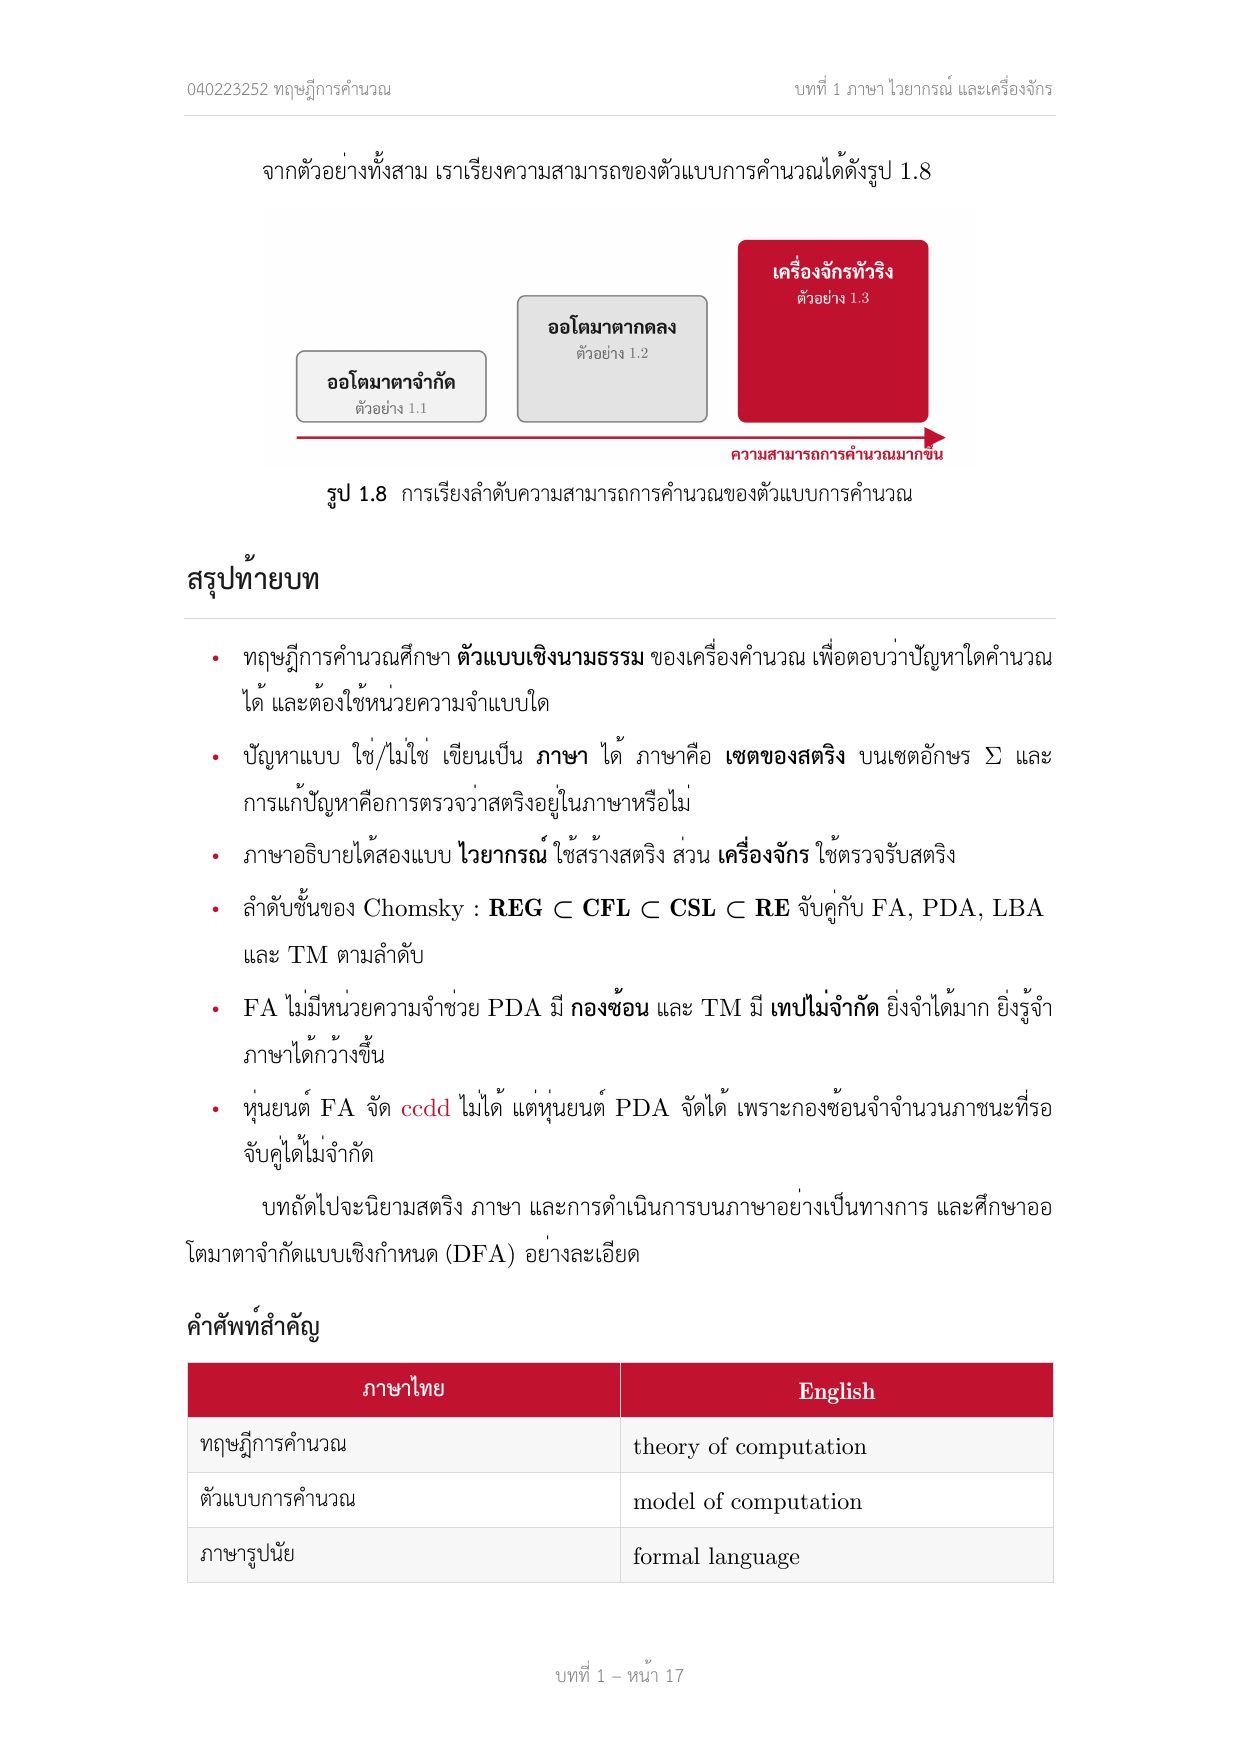 040223252 ทฤษฎีการคำนวณ
บทที่ 1 ภาษา ไวยากรณ์ และเครื่องจักร
จากตัวอย่างทั้งสาม เราเรียงความสามารถของตัวแบบการคำนวณได้ดังรูป 1.8
เครื่องจักรทัวริง
ตัวอย่าง 1.3
ออโตมาตากดลง
ตัวอย่าง 1.2
ออโตมาตาจำกัด
ตัวอย่าง 1.1
ความสามารถการคำนวณมากขึ้น
รูป 1.8 การเรียงลำดับความสามารถการคำนวณของตัวแบบการคำนวณ
สรุปท้ายบท
• ทฤษฎีการคำนวณศึกษา ตัวแบบเชิงนามธรรม ของเครื่องคำนวณ เพื่อตอบว่าปัญหาใดคำนวณ
ได้ และต้องใช้หน่วยความจำแบบใด
• ปัญหาแบบ ใช่/ไม่ใช่ เขียนเป็น ภาษา ได้ ภาษาคือ เซตของสตริง บนเซตอักษร Σ และ
การแก้ปัญหาคือการตรวจว่าสตริงอยู่ในภาษาหรือไม่
• ภาษาอธิบายได้สองแบบ ไวยากรณ์ ใช้สร้างสตริง ส่วน เครื่องจักร ใช้ตรวจรับสตริง
• ลำดับชั้นของ Chomsky : REG ⊂ CFL ⊂ CSL ⊂ RE จับคู่กับ FA, PDA, LBA
และ TM ตามลำดับ
• FA ไม่มีหน่วยความจำช่วย PDA มี กองซ้อน และ TM มี เทปไม่จำกัด ยิ่งจำได้มาก ยิ่งรู้จำ
ภาษาได้กว้างขึ้น
• หุ่นยนต์ FA จัด ccdd ไม่ได้ แต่หุ่นยนต์ PDA จัดได้ เพราะกองซ้อนจำจำนวนภาชนะที่รอ
จับคู่ได้ไม่จำกัด
บทถัดไปจะนิยามสตริง ภาษา และการดำเนินการบนภาษาอย่างเป็นทางการ และศึกษาออ
โตมาตาจำกัดแบบเชิงกำหนด (DFA) อย่างละเอียด
คำศัพท์สำคัญ
ภาษาไทย English
ทฤษฎีการคำนวณ theory of computation
ตัวแบบการคำนวณ model of computation
ภาษารูปนัย formal language
บทที่ 1 – หน้า 17